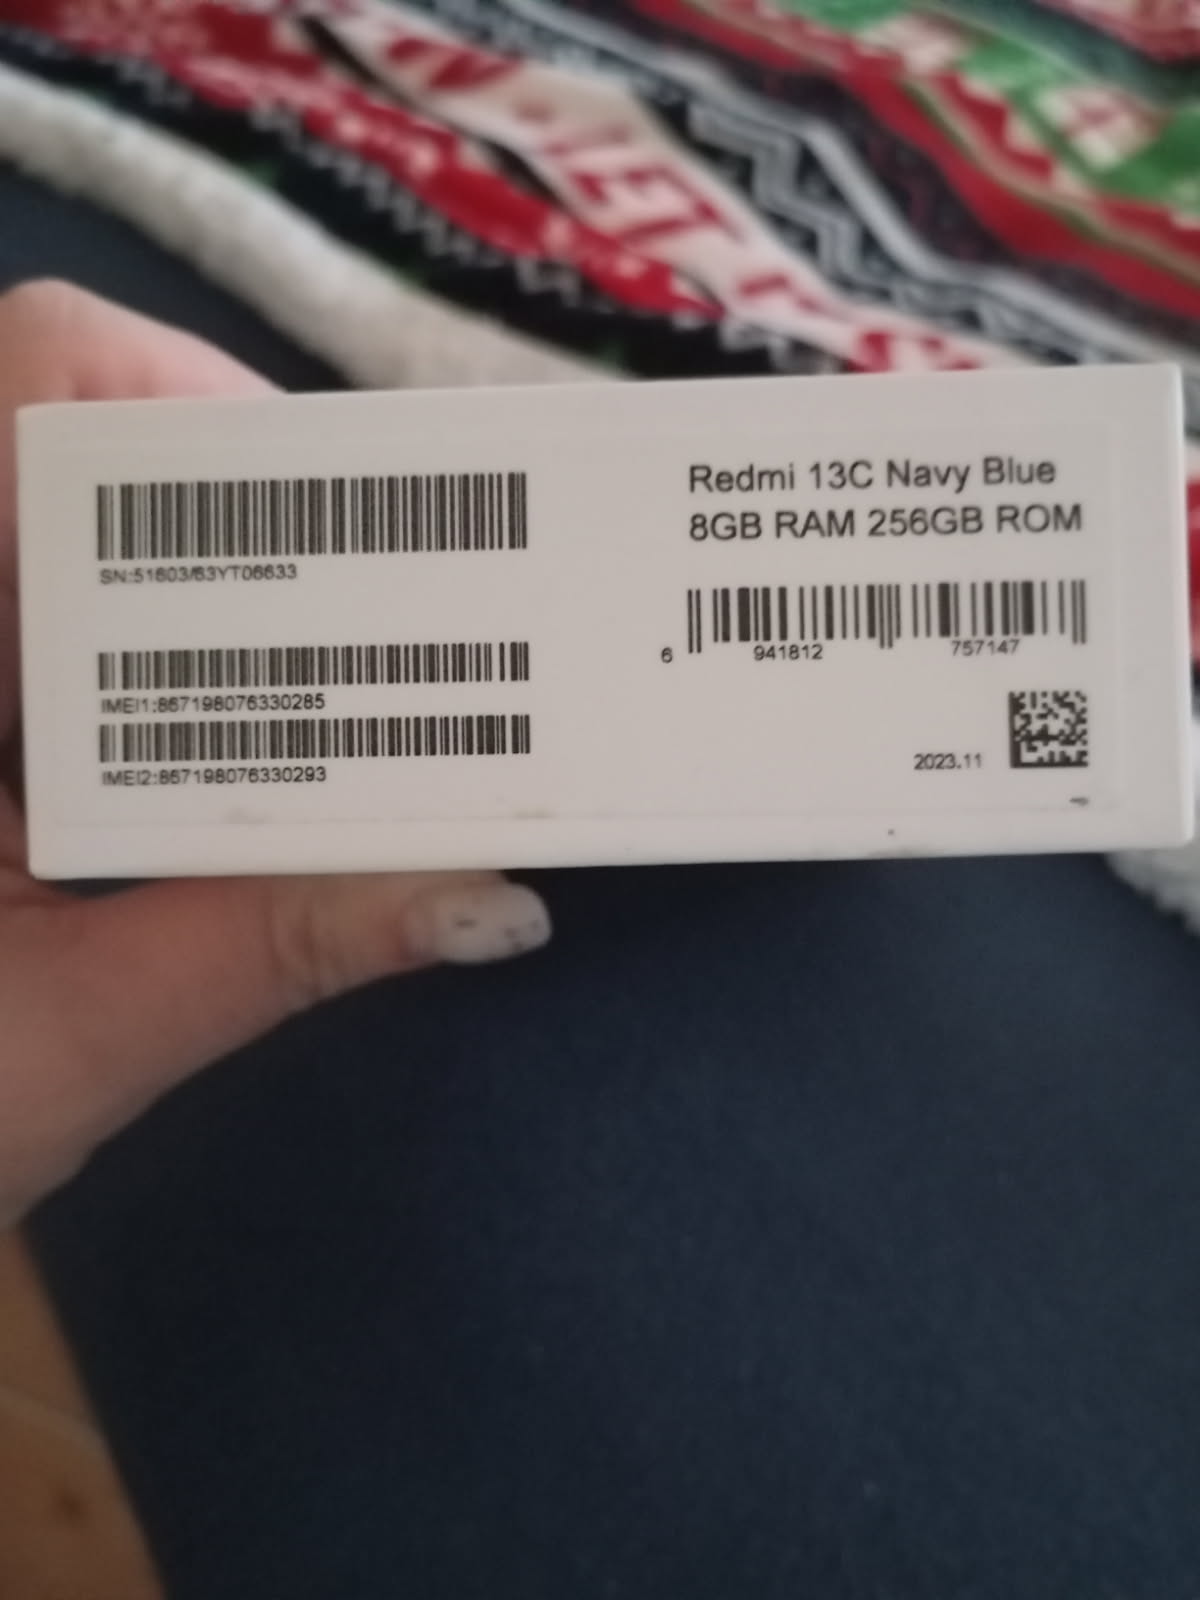 Redmi 13C Navy Blue
8GB RAM 256GB ROM
SN:51603/63YT06633
6 941812 757147
IMEI1:867198076330285
IMEI2:867198076330293
2023.11